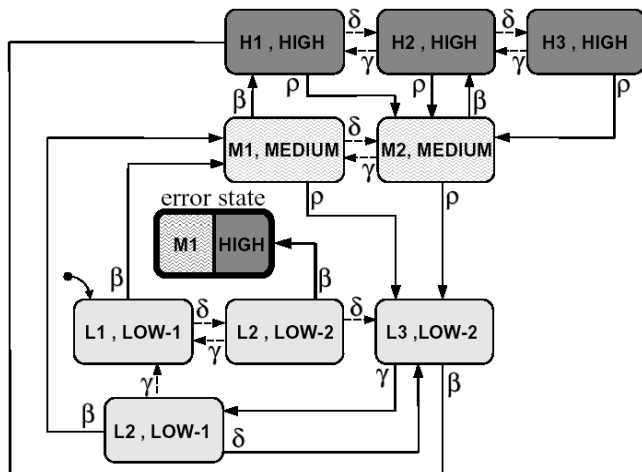 H1 , HIGH δ H2 , HIGH δ H3 , HIGH
γ γ
β ρ ρ β ρ
M1, MEDIUM δ M2, MEDIUM
γ
error state ρ ρ
M1 HIGH
β β
L1 , LOW-1 δ L2 , LOW-2 δ L3 ,LOW-2
γ
γ γ β
β L2 , LOW-1 δ